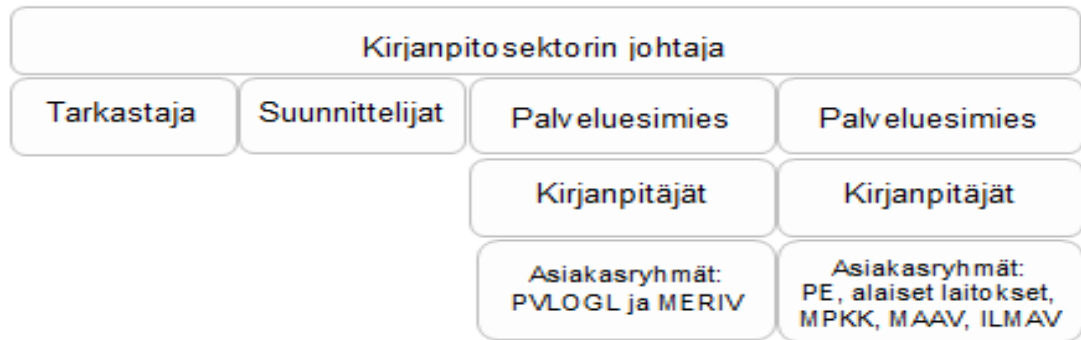 Kirjanpitosektorin johtaja
Tarkastaja
Suunnittelijat
Palveluesimies
Palveluesimies
Kirjanpitäjät
Kirjanpitäjät
Asiakasryhmät:
PVLOGL ja MERIV
Asiakasryhmät:
PE, alaiset laitokset,
MPKK, MAAV, ILMAV